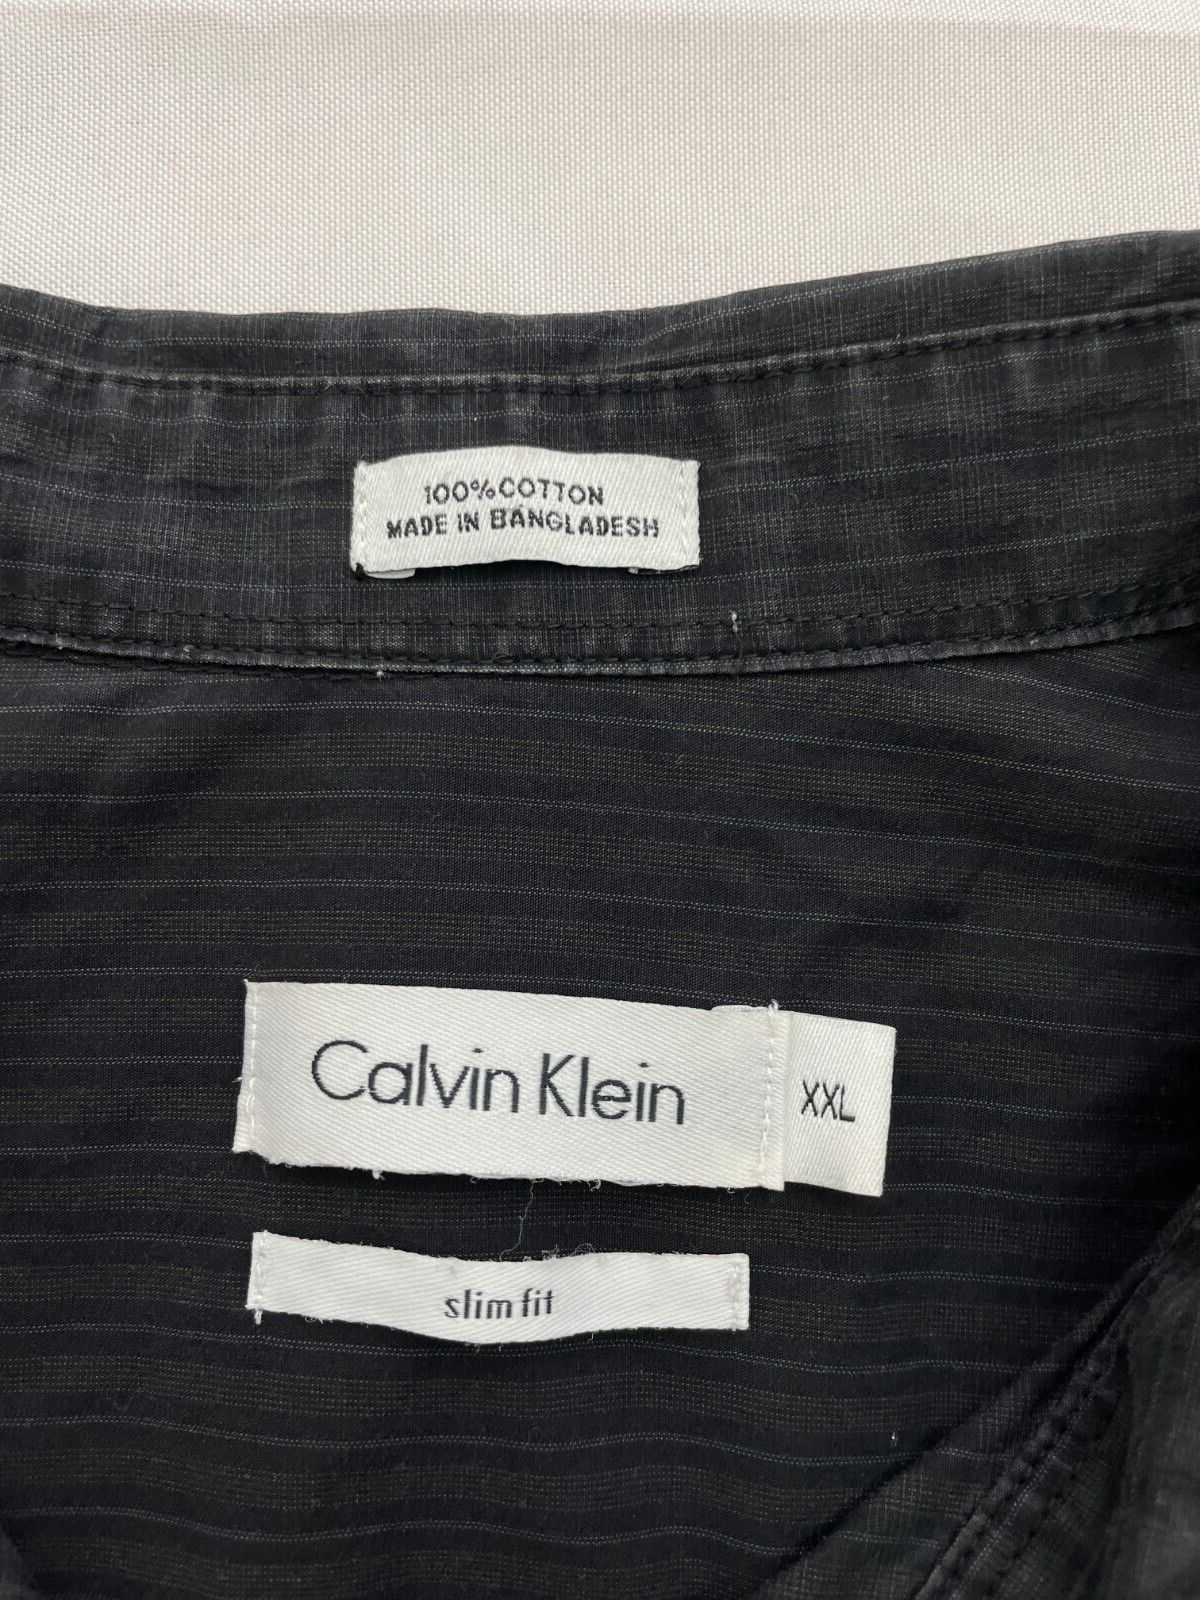 100% COTTON
MADE IN BANGLADESH
Calvin Klein
XXL
slim fit